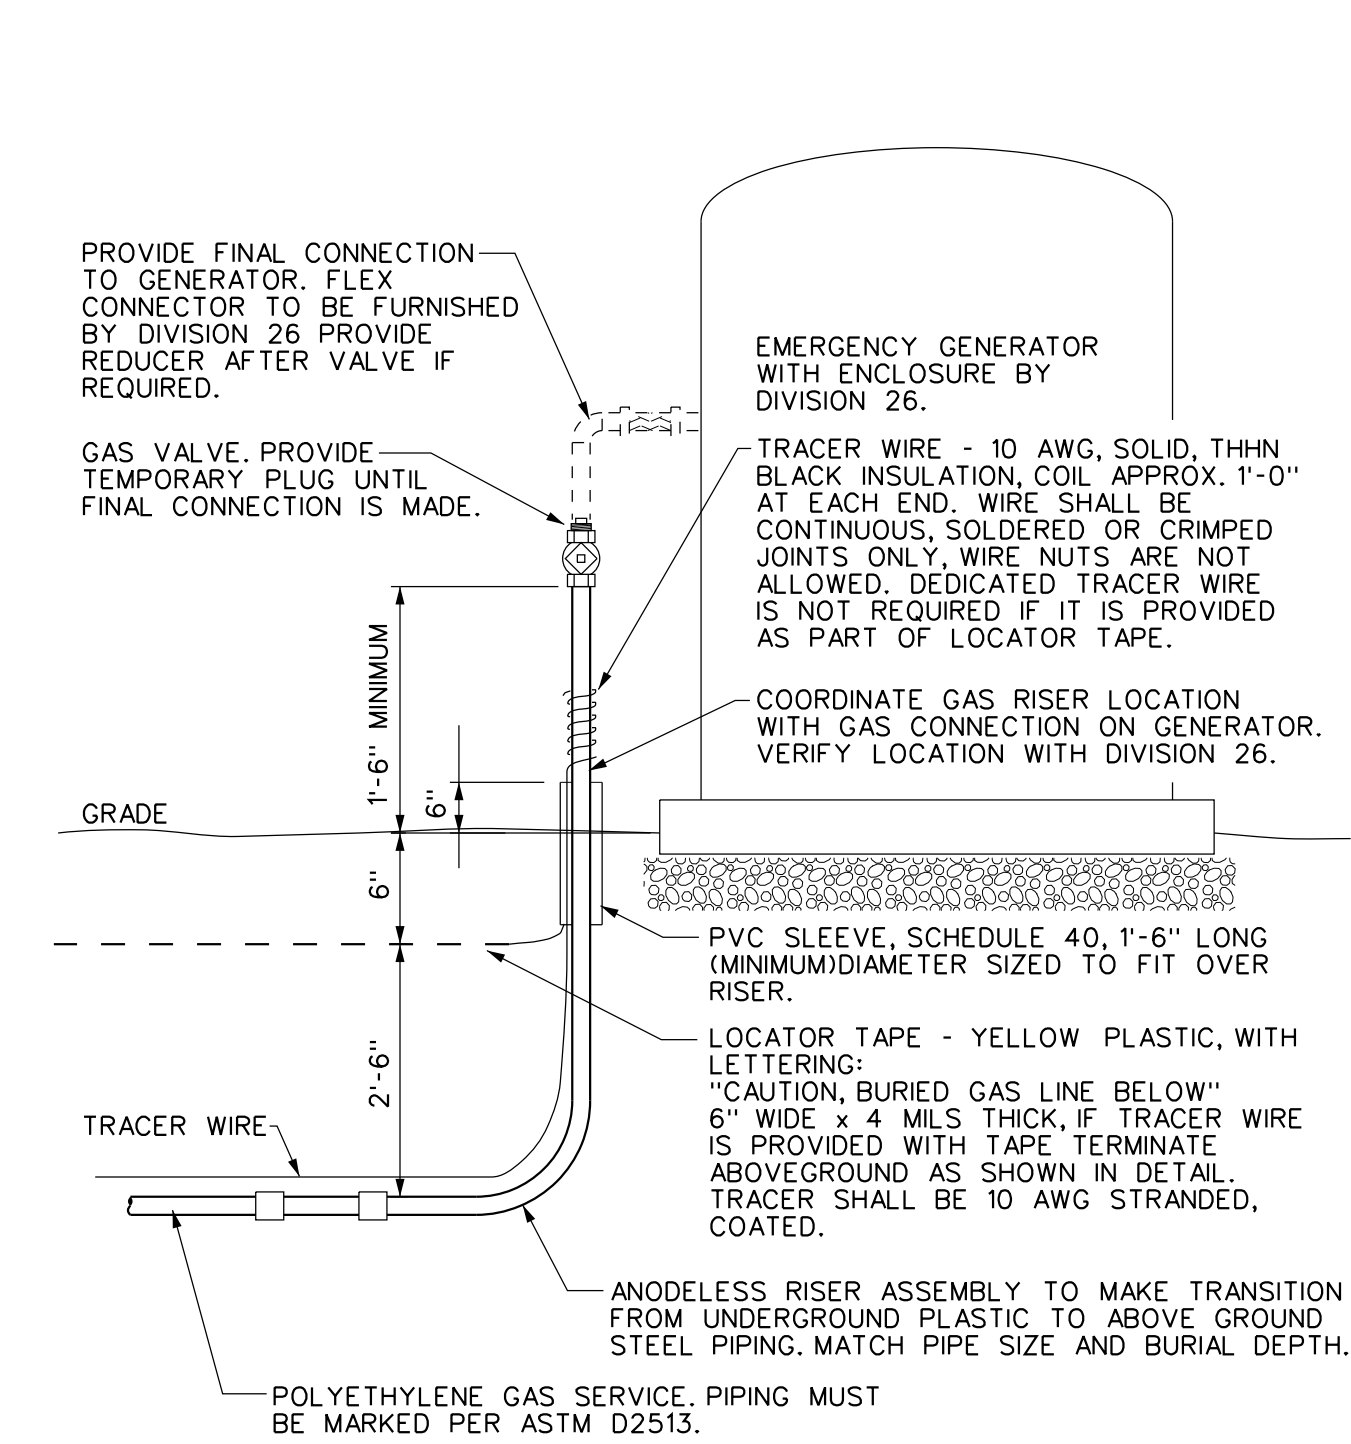 PROVIDE FINAL CONNECTION
TO GENERATOR. FLEX
CONNECTOR TO BE FURNISHED
BY DIVISION 26 PROVIDE
REDUCER AFTER VALVE IF
REQUIRED.
GAS VALVE. PROVIDE
TEMPORARY PLUG UNTIL
FINAL CONNECTION IS MADE.
EMERGENCY GENERATOR
WITH ENCLOSURE BY
DIVISION 26.
TRACER WIRE - 10 AWG, SOLID, THHN
BLACK INSULATION, COIL APPROX. 1'-0"
AT EACH END. WIRE SHALL BE
CONTINUOUS, SOLDERED OR CRIMPED
JOINTS ONLY, WIRE NUTS ARE NOT
ALLOWED. DEDICATED TRACER WIRE
IS NOT REQUIRED IF IT IS PROVIDED
AS PART OF LOCATOR TAPE.
COORDINATE GAS RISER LOCATION
WITH GAS CONNECTION ON GENERATOR.
VERIFY LOCATION WITH DIVISION 26.
1'-6" MINIMUM
6"
GRADE
6"
2'-6"
PVC SLEEVE, SCHEDULE 40, 1'-6" LONG
(MINIMUM)DIAMETER SIZED TO FIT OVER
RISER.
LOCATOR TAPE - YELLOW PLASTIC, WITH
LETTERING:
"CAUTION, BURIED GAS LINE BELOW"
6" WIDE x 4 MILS THICK, IF TRACER WIRE
IS PROVIDED WITH TAPE TERMINATE
ABOVEGROUND AS SHOWN IN DETAIL.
TRACER SHALL BE 10 AWG STRANDED,
COATED.
TRACER WIRE
ANODELESS RISER ASSEMBLY TO MAKE TRANSITION
FROM UNDERGROUND PLASTIC TO ABOVE GROUND
STEEL PIPING. MATCH PIPE SIZE AND BURIAL DEPTH.
POLYETHYLENE GAS SERVICE. PIPING MUST
BE MARKED PER ASTM D2513.